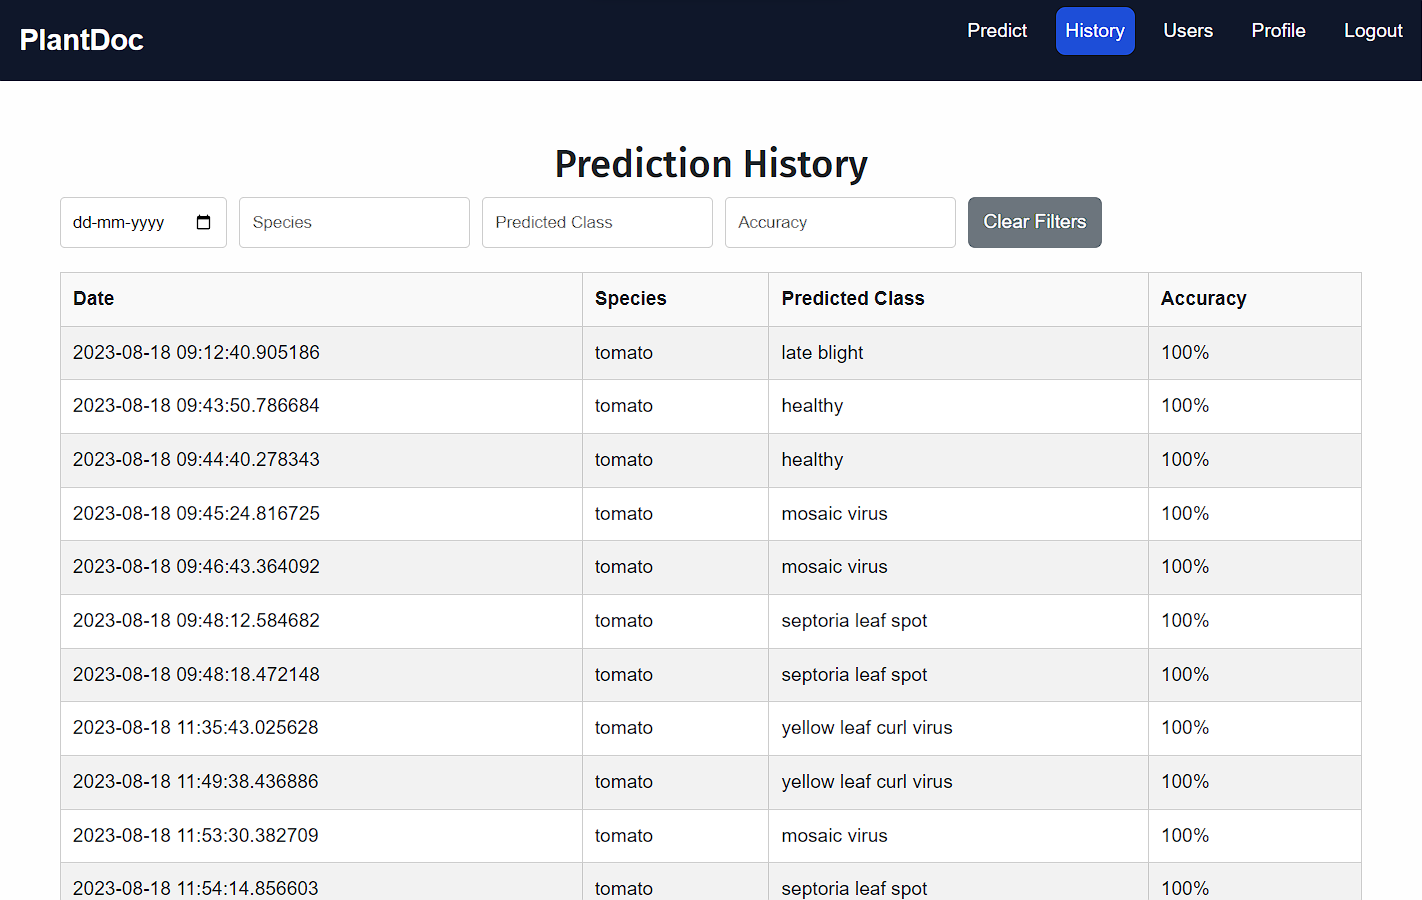 PlantDoc Predict History Users Profile Logout
Prediction History
dd-mm-yyyy Species Predicted Class Accuracy Clear Filters
Date Species Predicted Class Accuracy
2023-08-18 09:12:40.905186 tomato late blight 100%
2023-08-18 09:43:50.786684 tomato healthy 100%
2023-08-18 09:44:40.278343 tomato healthy 100%
2023-08-18 09:45:24.816725 tomato mosaic virus 100%
2023-08-18 09:46:43.364092 tomato mosaic virus 100%
2023-08-18 09:48:12.584682 tomato septoria leaf spot 100%
2023-08-18 09:48:18.472148 tomato septoria leaf spot 100%
2023-08-18 11:35:43.025628 tomato yellow leaf curl virus 100%
2023-08-18 11:49:38.436886 tomato yellow leaf curl virus 100%
2023-08-18 11:53:30.382709 tomato mosaic virus 100%
2023-08-18 11:54:14.856603 tomato septoria leaf spot 100%